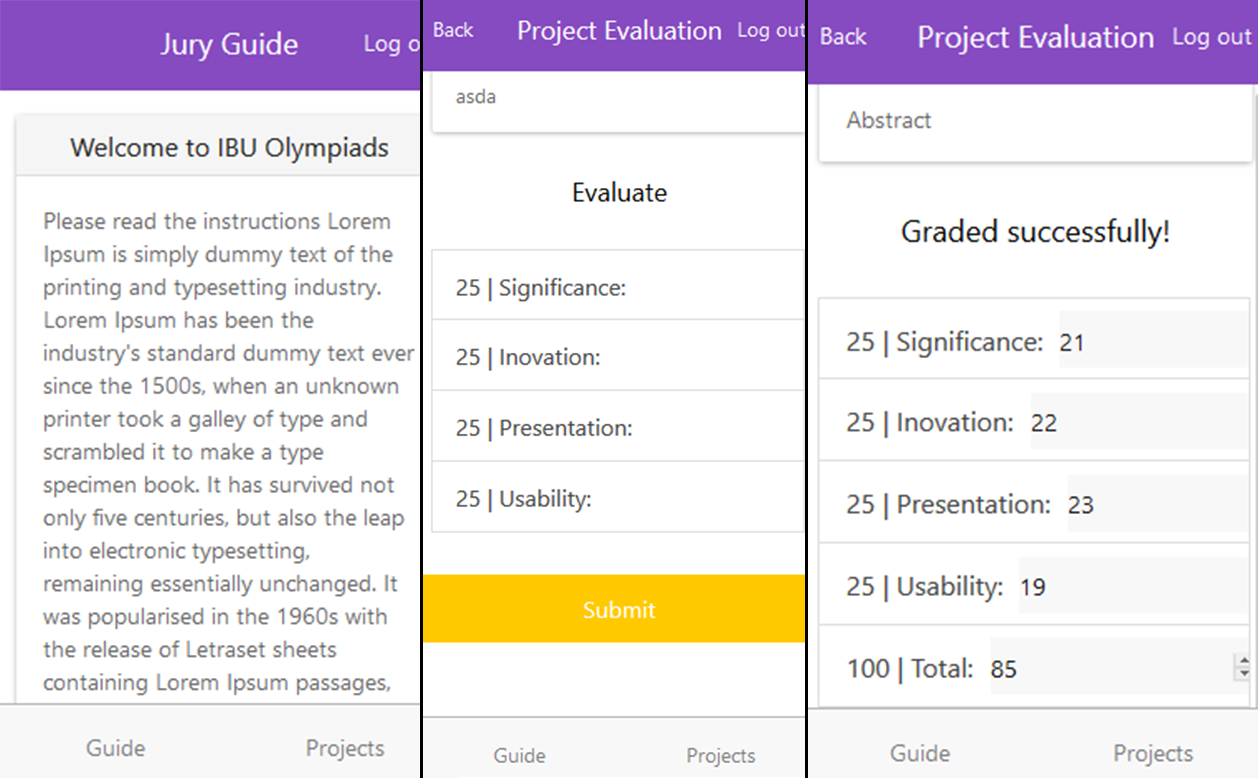 Jury Guide
Log o
Welcome to IBU Olympiads
Please read the instructions Lorem
Ipsum is simply dummy text of the
printing and typesetting industry.
Lorem Ipsum has been the
industry's standard dummy text ever
since the 1500s, when an unknown
printer took a galley of type and
scrambled it to make a type
specimen book. It has survived not
only five centuries, but also the leap
into electronic typesetting,
remaining essentially unchanged. It
was popularised in the 1960s with
the release of Letraset sheets
containing Lorem Ipsum passages,
Guide
Projects
Back
Project Evaluation
Log out
asda
Evaluate
25 | Significance:
25 | Inovation:
25 | Presentation:
25 | Usability:
Submit
Guide
Projects
Back
Project Evaluation
Log out
Abstract
Graded successfully!
25 | Significance: 21
25 | Inovation: 22
25 | Presentation: 23
25 | Usability: 19
100 | Total: 85
Guide
Projects